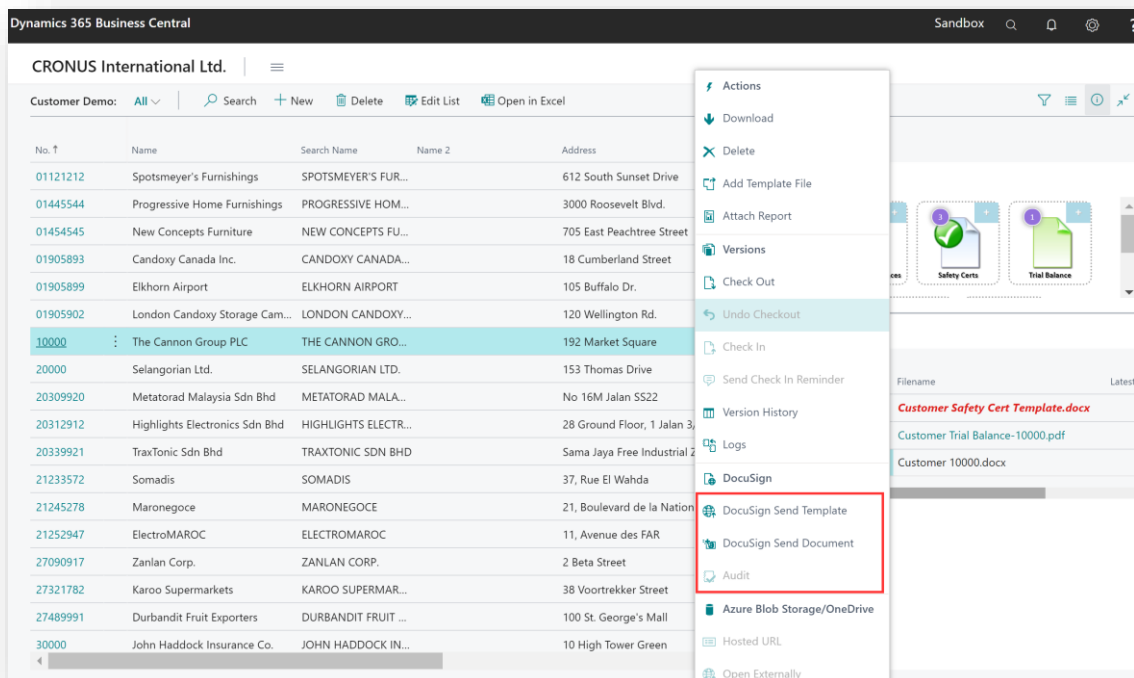 Dynamics 365 Business Central
Sandbox
CRONUS International Ltd.
Customer Demo: All Search New Delete Edit List Open in Excel
No. ↑ Name Search Name Name 2 Address
01121212 Spotsmeyer's Furnishings SPOTSMEYER'S FUR... 612 South Sunset Drive
01445544 Progressive Home Furnishings PROGRESSIVE HOM... 3000 Roosevelt Blvd.
01454545 New Concepts Furniture NEW CONCEPTS FU... 705 East Peachtree Street
01905893 Candoxy Canada Inc. CANDOXY CANADA... 18 Cumberland Street
01905899 Elkhorn Airport ELKHORN AIRPORT 105 Buffalo Dr.
01905902 London Candoxy Storage Cam... LONDON CANDOXY... 120 Wellington Rd.
10000 The Cannon Group PLC THE CANNON GRO... 192 Market Square
20000 Selangorian Ltd. SELANGORIAN LTD. 153 Thomas Drive
20309920 Metatorad Malaysia Sdn Bhd METATORAD MALA... No 16M Jalan SS22
20312912 Highlights Electronics Sdn Bhd HIGHLIGHTS ELECTR... 28 Ground Floor, 1 Jalan 3,
20339921 TraxTonic Sdn Bhd TRAXTONIC SDN BHD Sama Jaya Free Industrial Z
21233572 Somadis SOMADIS 37, Rue El Wahda
21245278 Maronegoce MARONEGOCE 21, Boulevard de la Nation
21252947 ElectroMAROC ELECTROMAROC 11, Avenue des FAR
27090917 Zanlan Corp. ZANLAN CORP. 2 Beta Street
27321782 Karoo Supermarkets KAROO SUPERMAR... 38 Voortrekker Street
27489991 Durbandit Fruit Exporters DURBANDIT FRUIT ... 100 St. George's Mall
30000 John Haddock Insurance Co. JOHN HADDOCK IN... 10 High Tower Green
Actions
Download
Delete
Add Template File
Attach Report
Versions
Check Out
Undo Checkout
Check In
Send Check In Reminder
Version History
Logs
DocuSign
DocuSign Send Template
DocuSign Send Document
Audit
Azure Blob Storage/OneDrive
Hosted URL
Open Externally
3 1
ces Safety Certs Trial Balance
Filename Latest
Customer Safety Cert Template.docx
Customer Trial Balance-10000.pdf
Customer 10000.docx